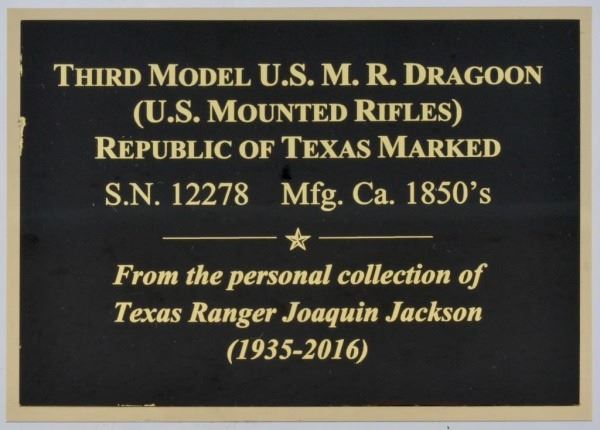 THIRD MODEL U.S. M. R. DRAGOON
(U.S. MOUNTED RIFLES)
REPUBLIC OF TEXAS MARKED
S.N. 12278 Mfg. Ca. 1850's
From the personal collection of
Texas Ranger Joaquin Jackson
(1935-2016)